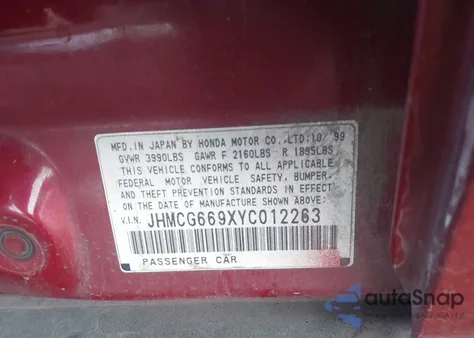 MFD.IN JAPAN BY HONDA MOTOR CO.,LTD.10/99
GVWR 3990LBS GAWR F 2160LBS R 1885LBS
THIS VEHICLE CONFORMS TO ALL APPLICABLE
FEDERAL MOTOR VEHICLE SAFETY, BUMPER,
AND THEFT PREVENTION STANDARDS IN EFFECT
ON THE DATE OF MANUFACTURE SHOWN ABOVE.
V.I.N. JHMCG669XYC012263
PASSENGER CAR
autoSnap